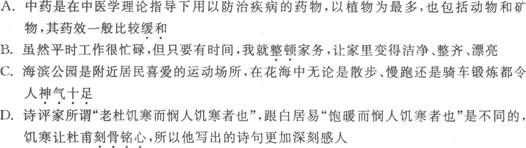 A. 中药是在中医学理论指导下用以防治疾病的药物,以植物为最多,也包括动物和矿
物,其药效一般比较缓和
B. 虽然平时工作很忙碌,但只要有时间,我就整顿家务,让家里变得洁净、整齐、漂亮
C. 海滨公园是附近居民喜爱的运动场所,在花海中无论是散步、慢跑还是骑车锻炼都令
人神气十足
D. 诗评家所谓“老杜饥寒而悯人饥寒者也”,跟白居易“饱暖而悯人饥寒者也”是不同的,
饥寒让杜甫刻骨铭心,所以他写出的诗句更加深刻感人